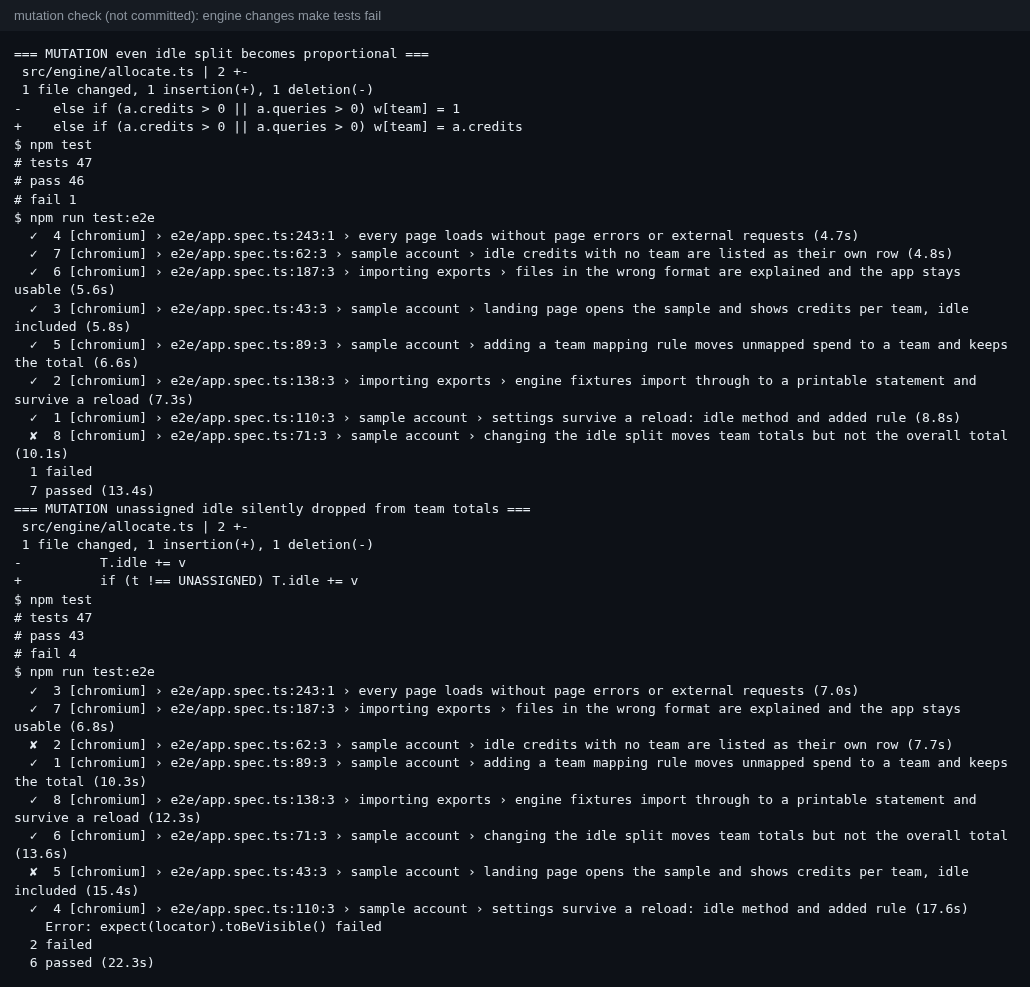 mutation check (not committed): engine changes make tests fail
=== MUTATION even idle split becomes proportional ===
 src/engine/allocate.ts | 2 +-
 1 file changed, 1 insertion(+), 1 deletion(-)
-    else if (a.credits > 0 || a.queries > 0) w[team] = 1
+    else if (a.credits > 0 || a.queries > 0) w[team] = a.credits
$ npm test
# tests 47
# pass 46
# fail 1
$ npm run test:e2e
  ✓  4 [chromium] › e2e/app.spec.ts:243:1 › every page loads without page errors or external requests (4.7s)
  ✓  7 [chromium] › e2e/app.spec.ts:62:3 › sample account › idle credits with no team are listed as their own row (4.8s)
  ✓  6 [chromium] › e2e/app.spec.ts:187:3 › importing exports › files in the wrong format are explained and the app stays
usable (5.6s)
  ✓  3 [chromium] › e2e/app.spec.ts:43:3 › sample account › landing page opens the sample and shows credits per team, idle
included (5.8s)
  ✓  5 [chromium] › e2e/app.spec.ts:89:3 › sample account › adding a team mapping rule moves unmapped spend to a team and keeps
the total (6.6s)
  ✓  2 [chromium] › e2e/app.spec.ts:138:3 › importing exports › engine fixtures import through to a printable statement and
survive a reload (7.3s)
  ✓  1 [chromium] › e2e/app.spec.ts:110:3 › sample account › settings survive a reload: idle method and added rule (8.8s)
  ✘  8 [chromium] › e2e/app.spec.ts:71:3 › sample account › changing the idle split moves team totals but not the overall total
(10.1s)
  1 failed
  7 passed (13.4s)
=== MUTATION unassigned idle silently dropped from team totals ===
 src/engine/allocate.ts | 2 +-
 1 file changed, 1 insertion(+), 1 deletion(-)
-          T.idle += v
+          if (t !== UNASSIGNED) T.idle += v
$ npm test
# tests 47
# pass 43
# fail 4
$ npm run test:e2e
  ✓  3 [chromium] › e2e/app.spec.ts:243:1 › every page loads without page errors or external requests (7.0s)
  ✓  7 [chromium] › e2e/app.spec.ts:187:3 › importing exports › files in the wrong format are explained and the app stays
usable (6.8s)
  ✘  2 [chromium] › e2e/app.spec.ts:62:3 › sample account › idle credits with no team are listed as their own row (7.7s)
  ✓  1 [chromium] › e2e/app.spec.ts:89:3 › sample account › adding a team mapping rule moves unmapped spend to a team and keeps
the total (10.3s)
  ✓  8 [chromium] › e2e/app.spec.ts:138:3 › importing exports › engine fixtures import through to a printable statement and
survive a reload (12.3s)
  ✓  6 [chromium] › e2e/app.spec.ts:71:3 › sample account › changing the idle split moves team totals but not the overall total
(13.6s)
  ✘  5 [chromium] › e2e/app.spec.ts:43:3 › sample account › landing page opens the sample and shows credits per team, idle
included (15.4s)
  ✓  4 [chromium] › e2e/app.spec.ts:110:3 › sample account › settings survive a reload: idle method and added rule (17.6s)
    Error: expect(locator).toBeVisible() failed
  2 failed
  6 passed (22.3s)